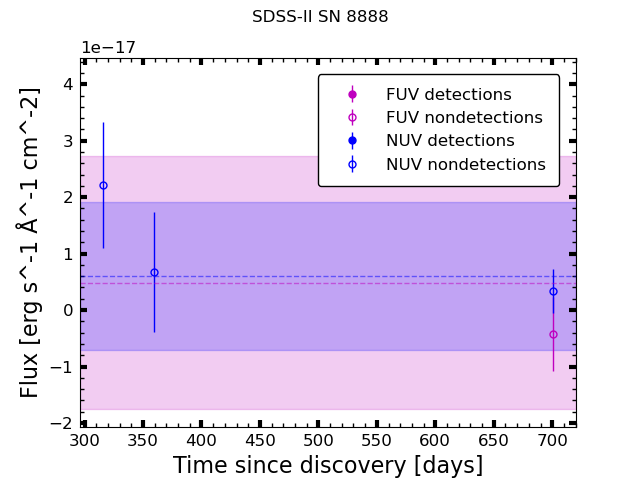 SDSS-II SN 8888
1e−17
FUV detections
FUV nondetections
NUV detections
NUV nondetections
4
3
2
1
0
−1
−2
Flux [erg s^-1 Å^-1 cm^-2]
300 350 400 450 500 550 600 650 700
Time since discovery [days]